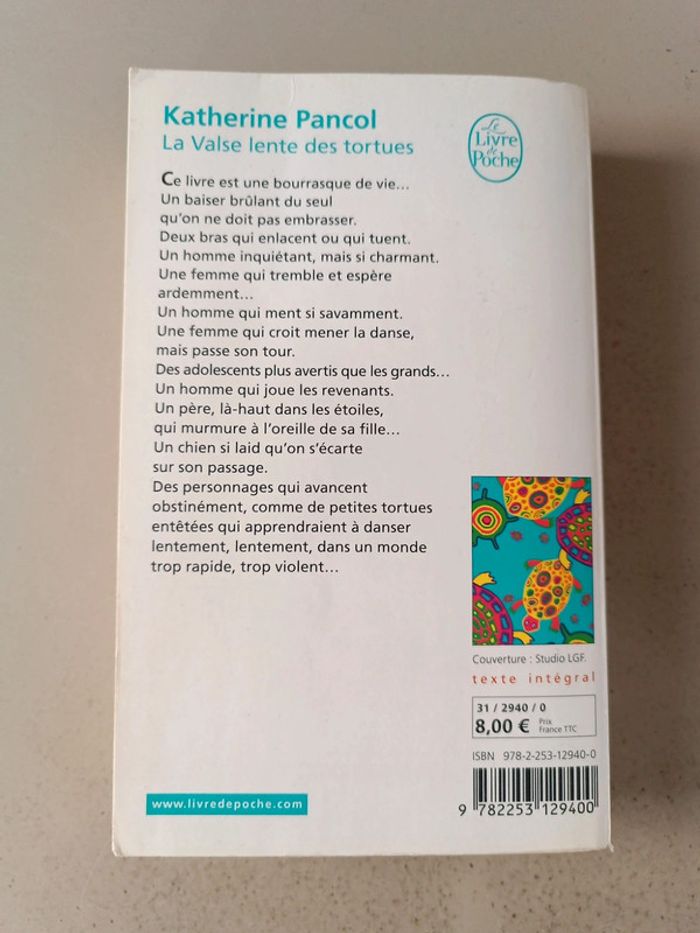 Katherine Pancol
La Valse lente des tortues
Le
Livre
de
Poche
Ce livre est une bourrasque de vie...
Un baiser brûlant du seul
qu'on ne doit pas embrasser.
Deux bras qui enlacent ou qui tuent.
Un homme inquiétant, mais si charmant.
Une femme qui tremble et espère
ardemment...
Un homme qui ment si savamment.
Une femme qui croit mener la danse,
mais passe son tour.
Des adolescents plus avertis que les grands...
Un homme qui joue les revenants.
Un père, là-haut dans les étoiles,
qui murmure à l'oreille de sa fille...
Un chien si laid qu'on s'écarte
sur son passage.
Des personnages qui avancent
obstinément, comme de petites tortues
entêtées qui apprendraient à danser
lentement, lentement, dans un monde
trop rapide, trop violent...
Couverture : Studio LGF.
texte intégral
31 / 2940 / 0
8,00 € Prix
France TTC
ISBN 978-2-253-12940-0
9 782253 129400
www.livredepoche.com